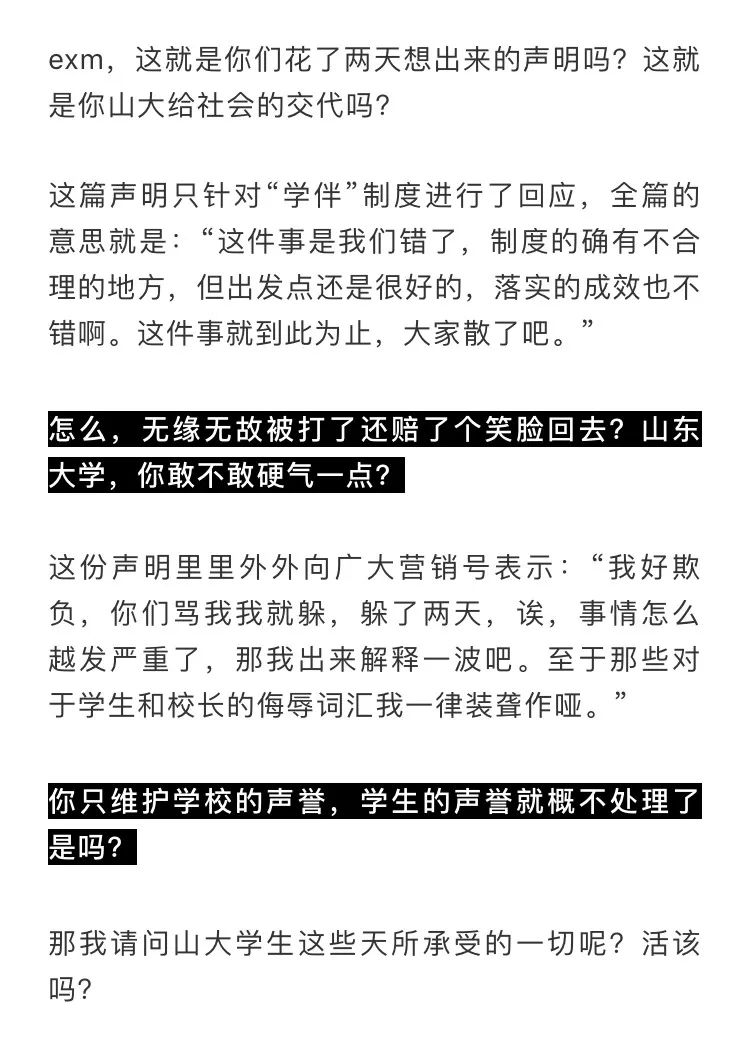 exm，这就是你们花了两天想出来的声明吗？这就
是你山大给社会的交代吗？
这篇声明只针对“学伴”制度进行了回应，全篇的
意思就是：“这件事是我们错了，制度的确有不合
理的地方，但出发点还是很好的，落实的成效也不
错啊。这件事就到此为止，大家散了吧。”
怎么，无缘无故被打了还赔了个笑脸回去？山东
大学，你敢不敢硬气一点？
这份声明里里外外向广大营销号表示：“我好欺
负，你们骂我我就躲，躲了两天，诶，事情怎么
越发严重了，那我出来解释一波吧。至于那些对
于学生和校长的侮辱词汇我一律装聋作哑。”
你只维护学校的声誉，学生的声誉就概不处理了
是吗？
那我请问山大学生这些天所承受的一切呢？活该
吗？